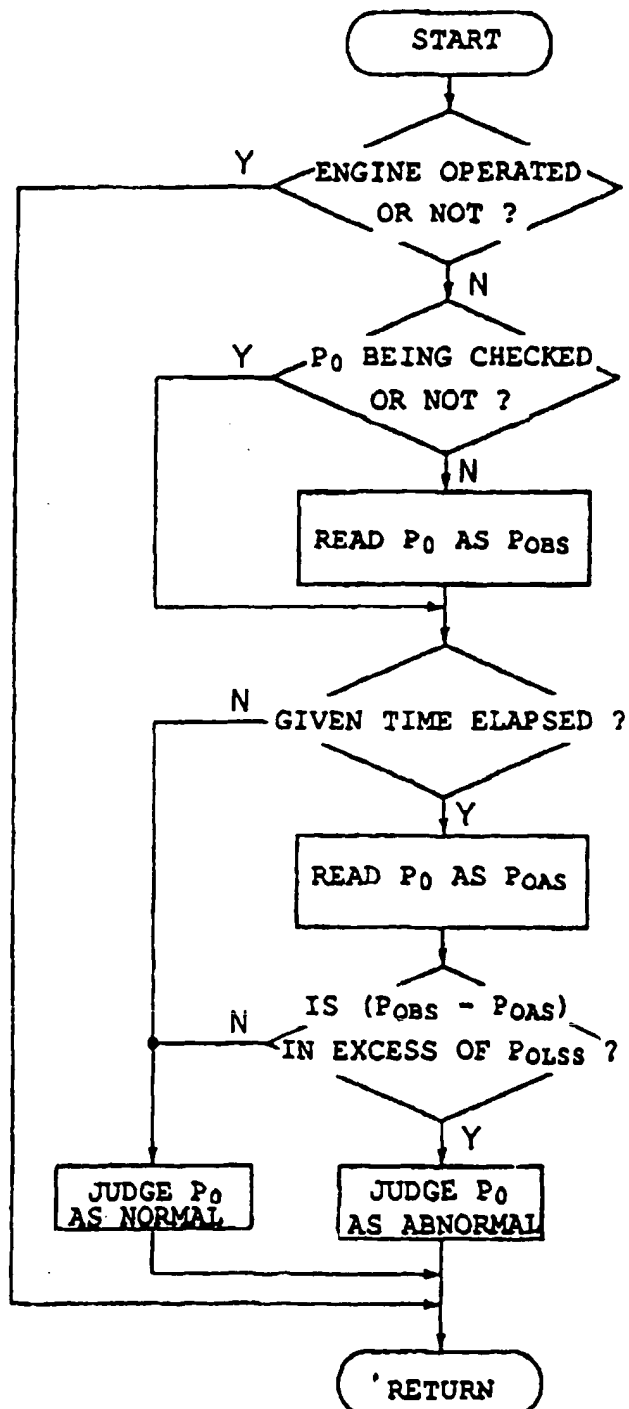 START
Y
ENGINE OPERATED
OR NOT ?
N
Y
P0 BEING CHECKED
OR NOT ?
N
READ P0 AS POBS
N
GIVEN TIME ELAPSED ?
Y
READ P0 AS POAS
IS (POBS - POAS)
N
IN EXCESS OF POLSS ?
Y
JUDGE P0
AS NORMAL
JUDGE P0
AS ABNORMAL
RETURN